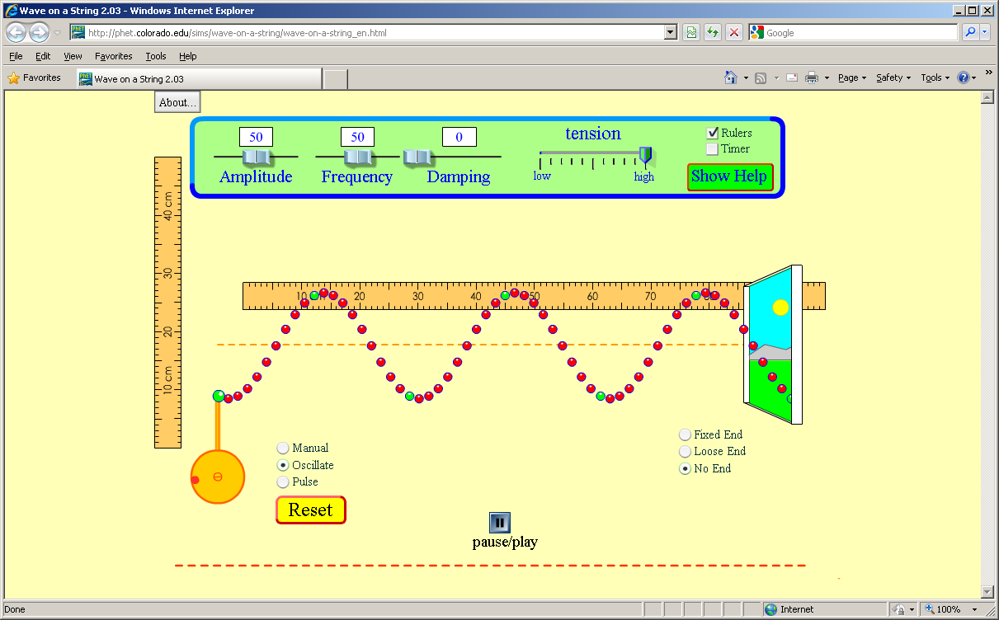 Wave on a String 2.03 - Windows Internet Explorer
http://phet.colorado.edu/sims/wave-on-a-string/wave-on-a-string_en.html
Google
File Edit View Favorites Tools Help
Favorites
Wave on a String 2.03
Page Safety Tools
About...
50 50 0
Amplitude Frequency Damping
tension
low high
Rulers
Timer
Show Help
40 cm
30
20
10 cm
10 cm 20 30 40 50 60 70
Manual
Oscillate
Pulse
Reset
Fixed End
Loose End
No End
pause/play
Done
Internet
100%